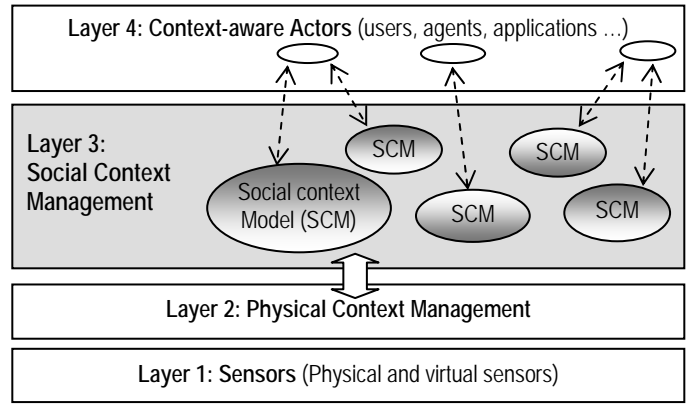 Layer 4: Context-aware Actors (users, agents, applications ...)
Layer 3:
Social Context
Management
SCM
SCM
Social context
Model (SCM)
SCM
SCM
Layer 2: Physical Context Management
Layer 1: Sensors (Physical and virtual sensors)